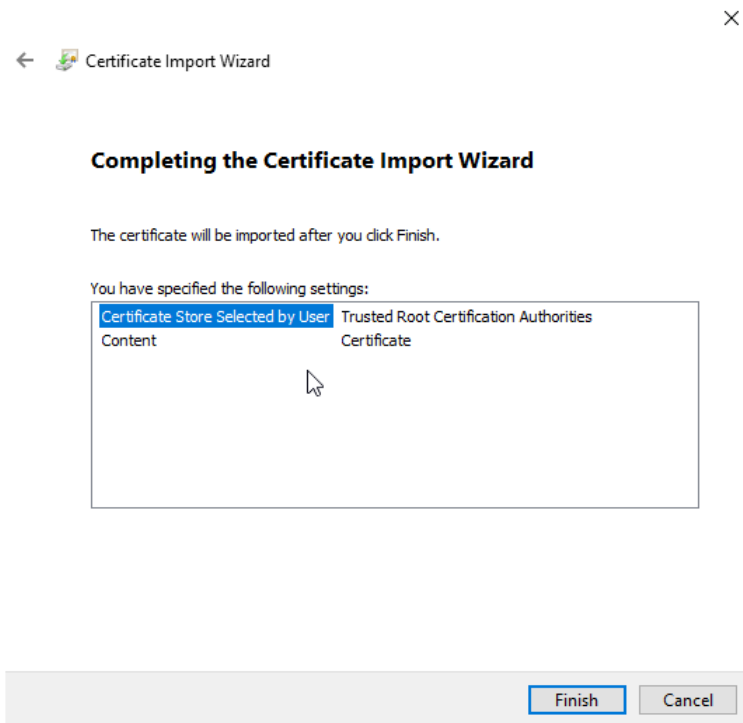 Certificate Import Wizard
Completing the Certificate Import Wizard
The certificate will be imported after you click Finish.
You have specified the following settings:
Certificate Store Selected by User Trusted Root Certification Authorities
Content Certificate
Finish Cancel